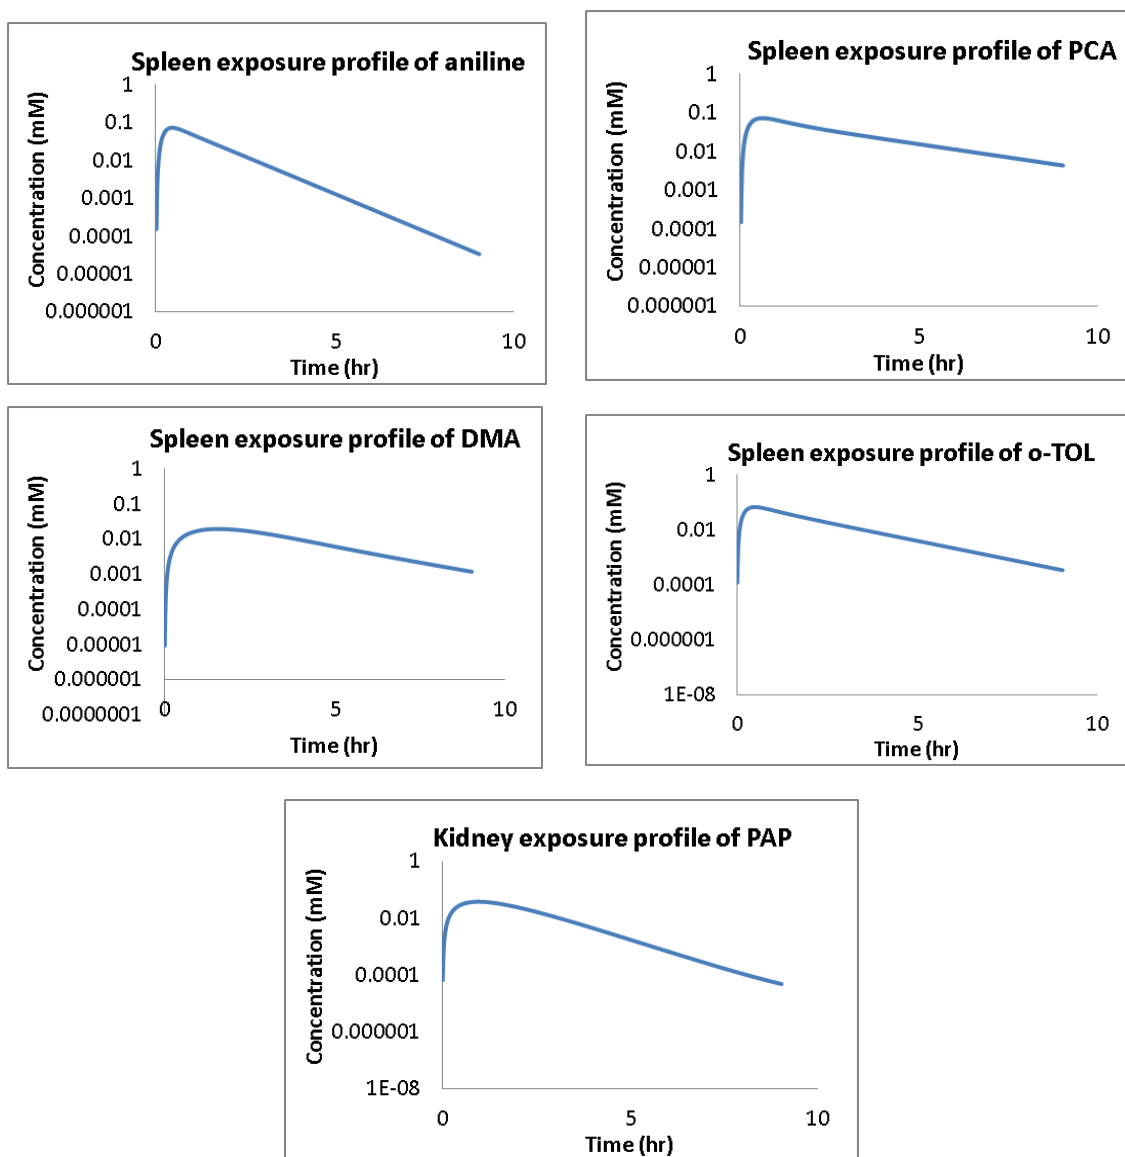 Spleen exposure profile of aniline
Concentration (mM)
1
0.1
0.01
0.001
0.0001
0.00001
0.000001
0 5 10
Time (hr)
Spleen exposure profile of PCA
Concentration (mM)
1
0.1
0.01
0.001
0.0001
0.00001
0.000001
0 5 10
Time (hr)
Spleen exposure profile of DMA
Concentration (mM)
1
0.1
0.01
0.001
0.0001
0.00001
0.000001
0.0000001
0 5 10
Time (hr)
Spleen exposure profile of o-TOL
Concentration (mM)
1
0.01
0.0001
0.000001
1E-08
0 5 10
Time (hr)
Kidney exposure profile of PAP
Concentration (mM)
1
0.01
0.0001
0.000001
1E-08
0 5 10
Time (hr)